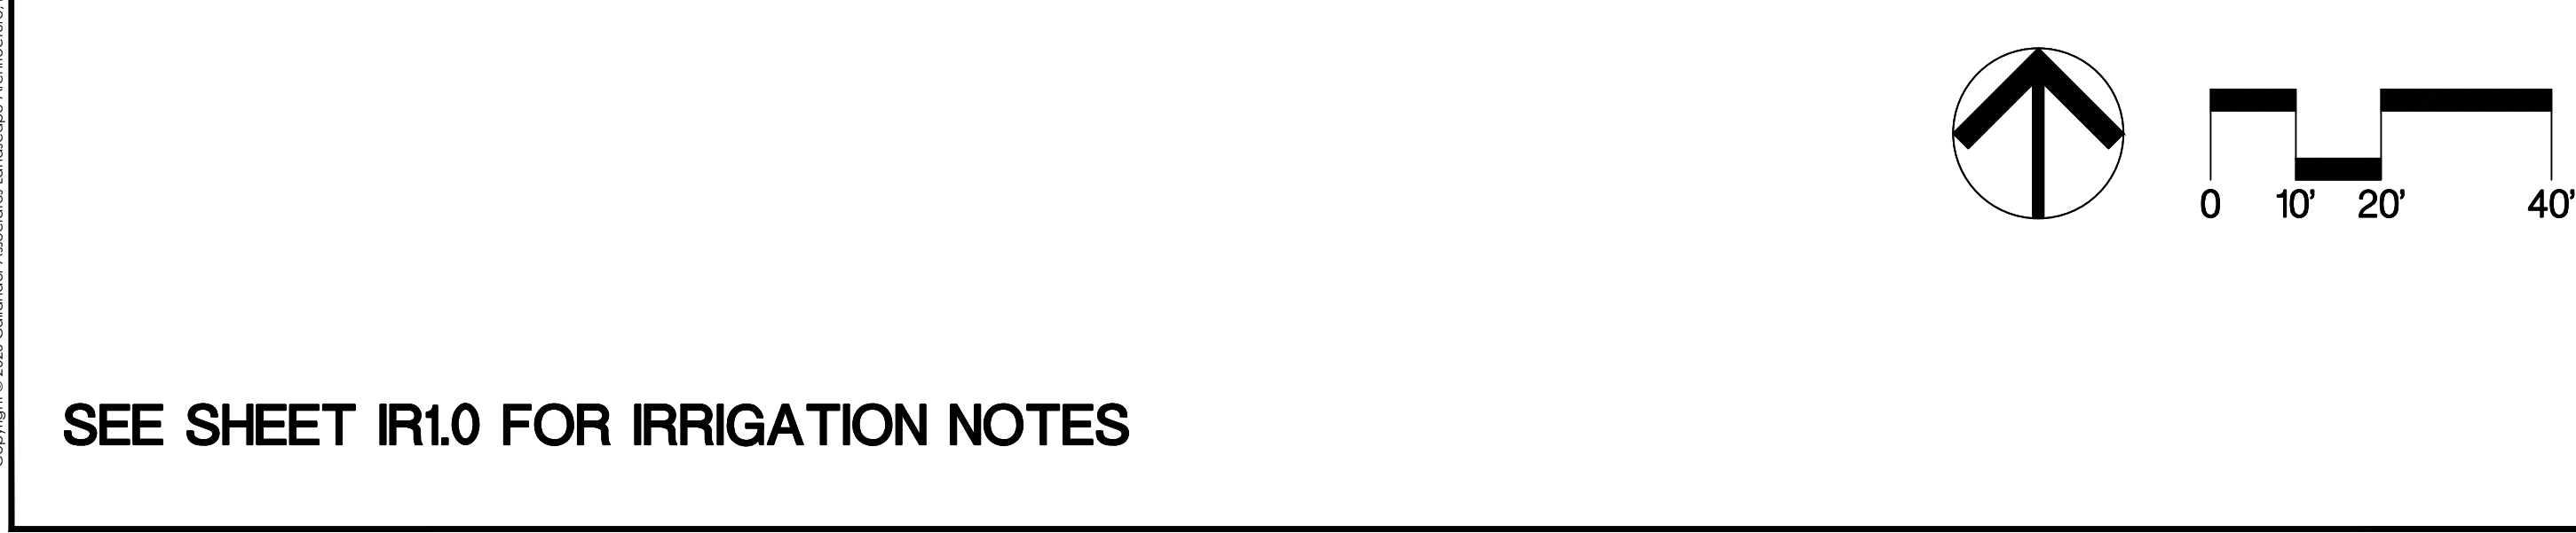 0 10' 20' 40'
SEE SHEET IR1.0 FOR IRRIGATION NOTES